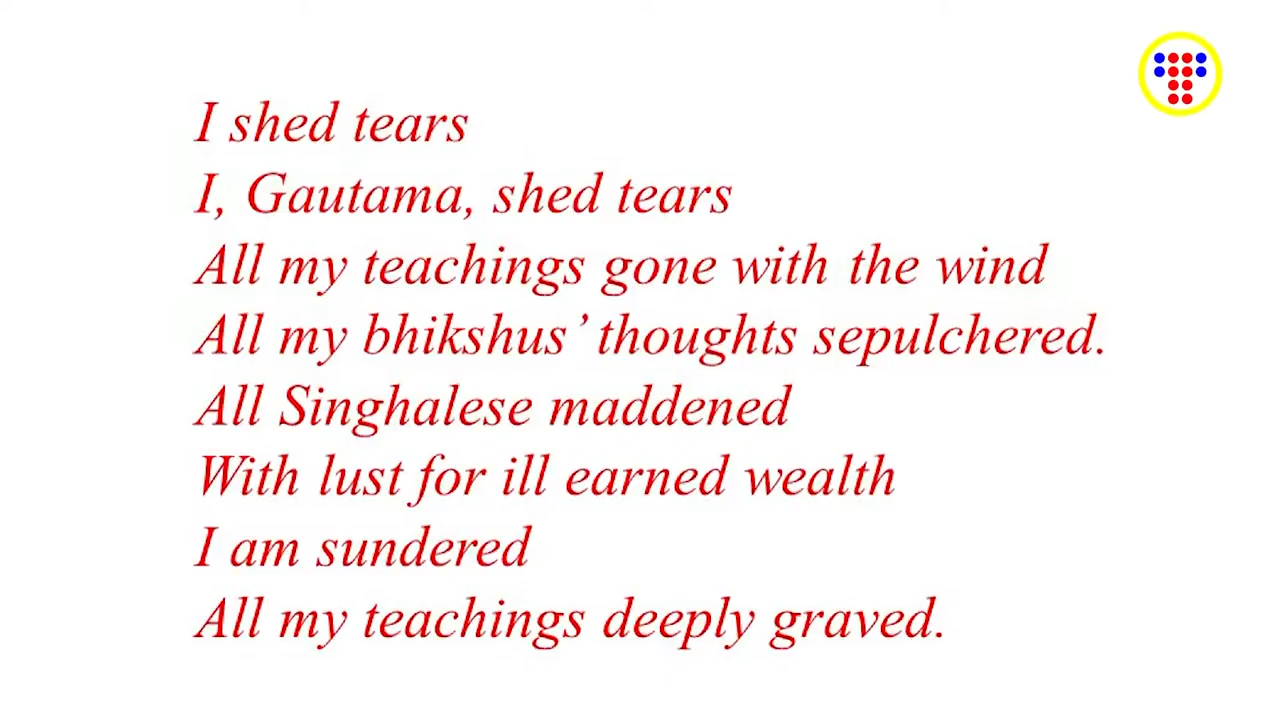 I shed tears
I, Gautama, shed tears
All my teachings gone with the wind
All my bhikshus’ thoughts sepulchered.
All Singhalese maddened
With lust for ill earned wealth
I am sundered
All my teachings deeply graved.